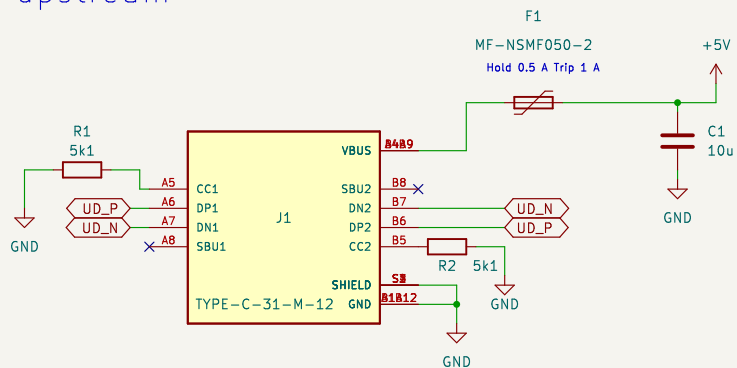 upstream
F1
MF-NSMF050-2
+5V
Hold 0.5 A Trip 1 A
R1
5k1
C1
10u
VBUS
A5
CC1
SBU2
B8
UD_P
A6
DP1
DN2
B7
UD_N
GND
UD_N
A7
DN1
J1
DP2
B6
UD_P
GND
A8
SBU1
CC2
B5
R2
5k1
SHIELD
TYPE-C-31-M-12
GND
GND
GND